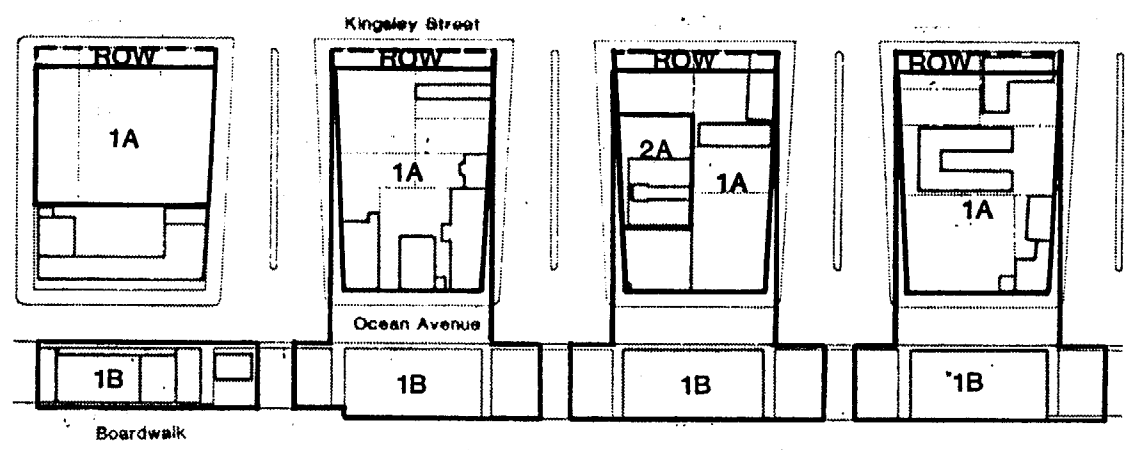 Kingsley Street
ROW
ROW
ROW
ROW
1A
2A
1A
1A
1A
Ocean Avenue
1B
1B
1B
1B
Boardwalk